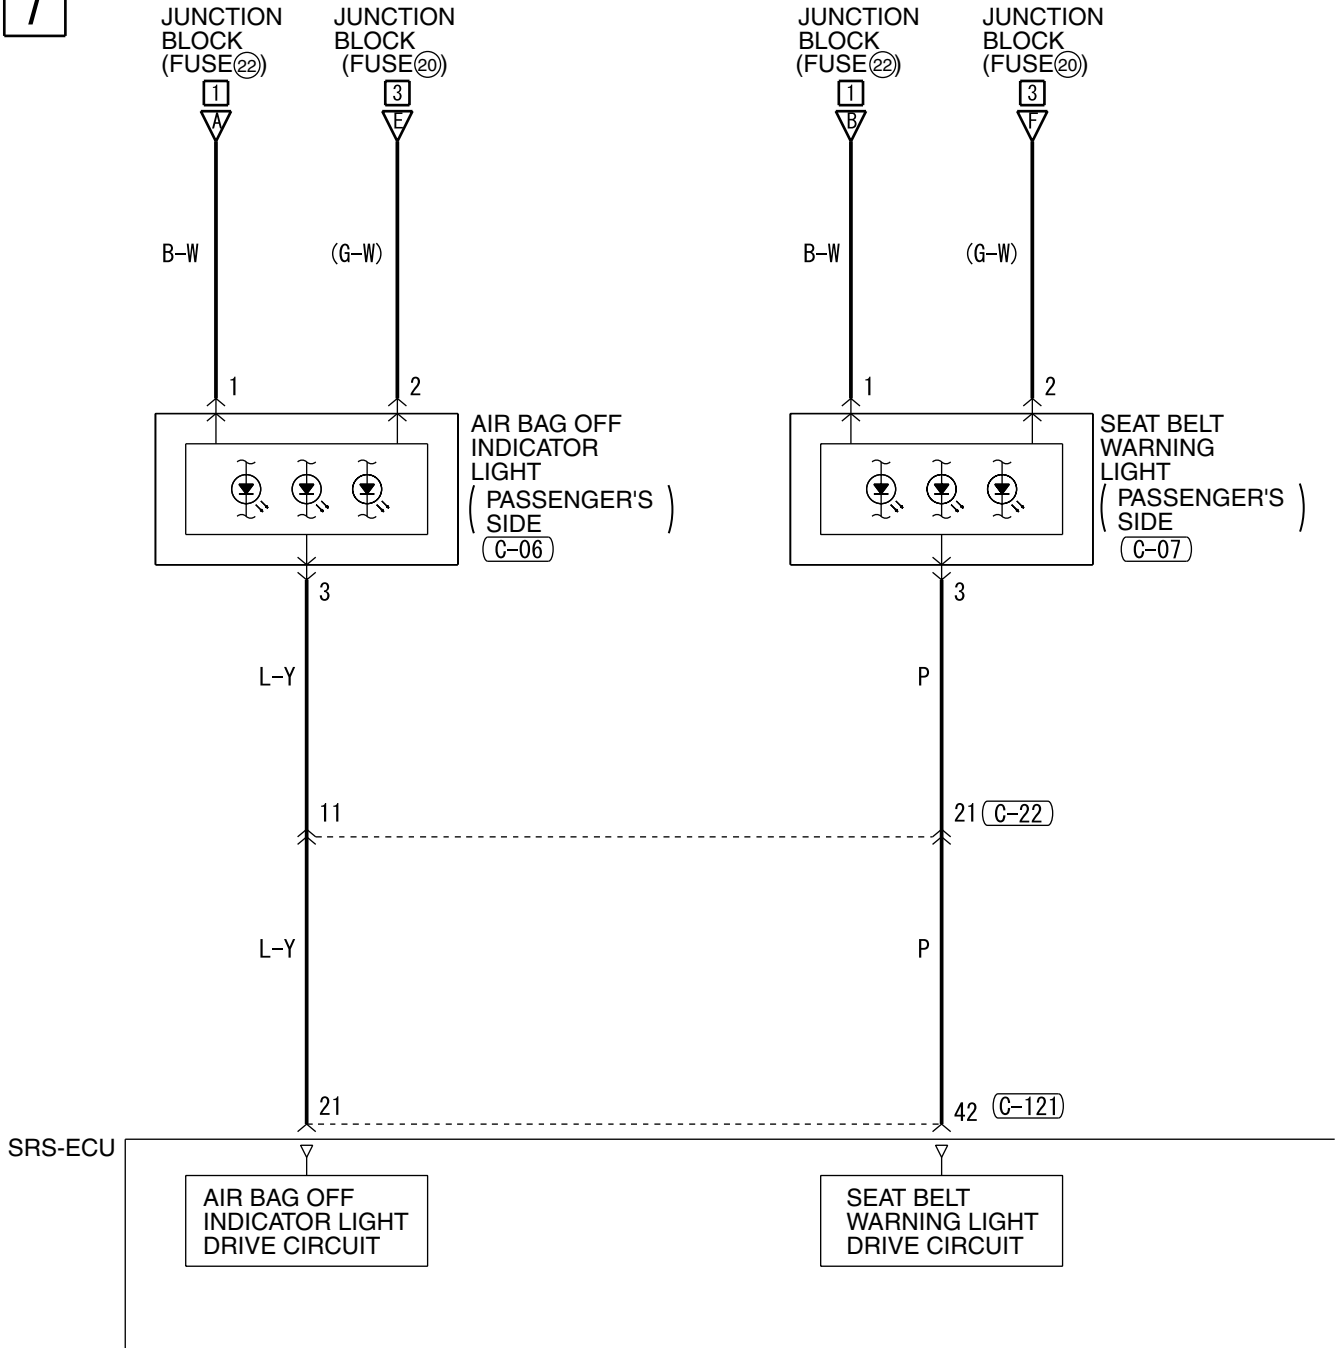 7
JUNCTION
BLOCK
(FUSE㉒)
1
A
JUNCTION
BLOCK
(FUSE⑳)
3
E
JUNCTION
BLOCK
(FUSE㉒)
1
B
JUNCTION
BLOCK
(FUSE⑳)
3
F
B-W
(G-W)
B-W
(G-W)
1
2
1
2
AIR BAG OFF
INDICATOR
LIGHT
(PASSENGER'S
SIDE)
C-06
SEAT BELT
WARNING
LIGHT
(PASSENGER'S
SIDE)
C-07
3
3
L-Y
P
11
21
C-22
L-Y
P
21
42
C-121
SRS-ECU
AIR BAG OFF
INDICATOR LIGHT
DRIVE CIRCUIT
SEAT BELT
WARNING LIGHT
DRIVE CIRCUIT